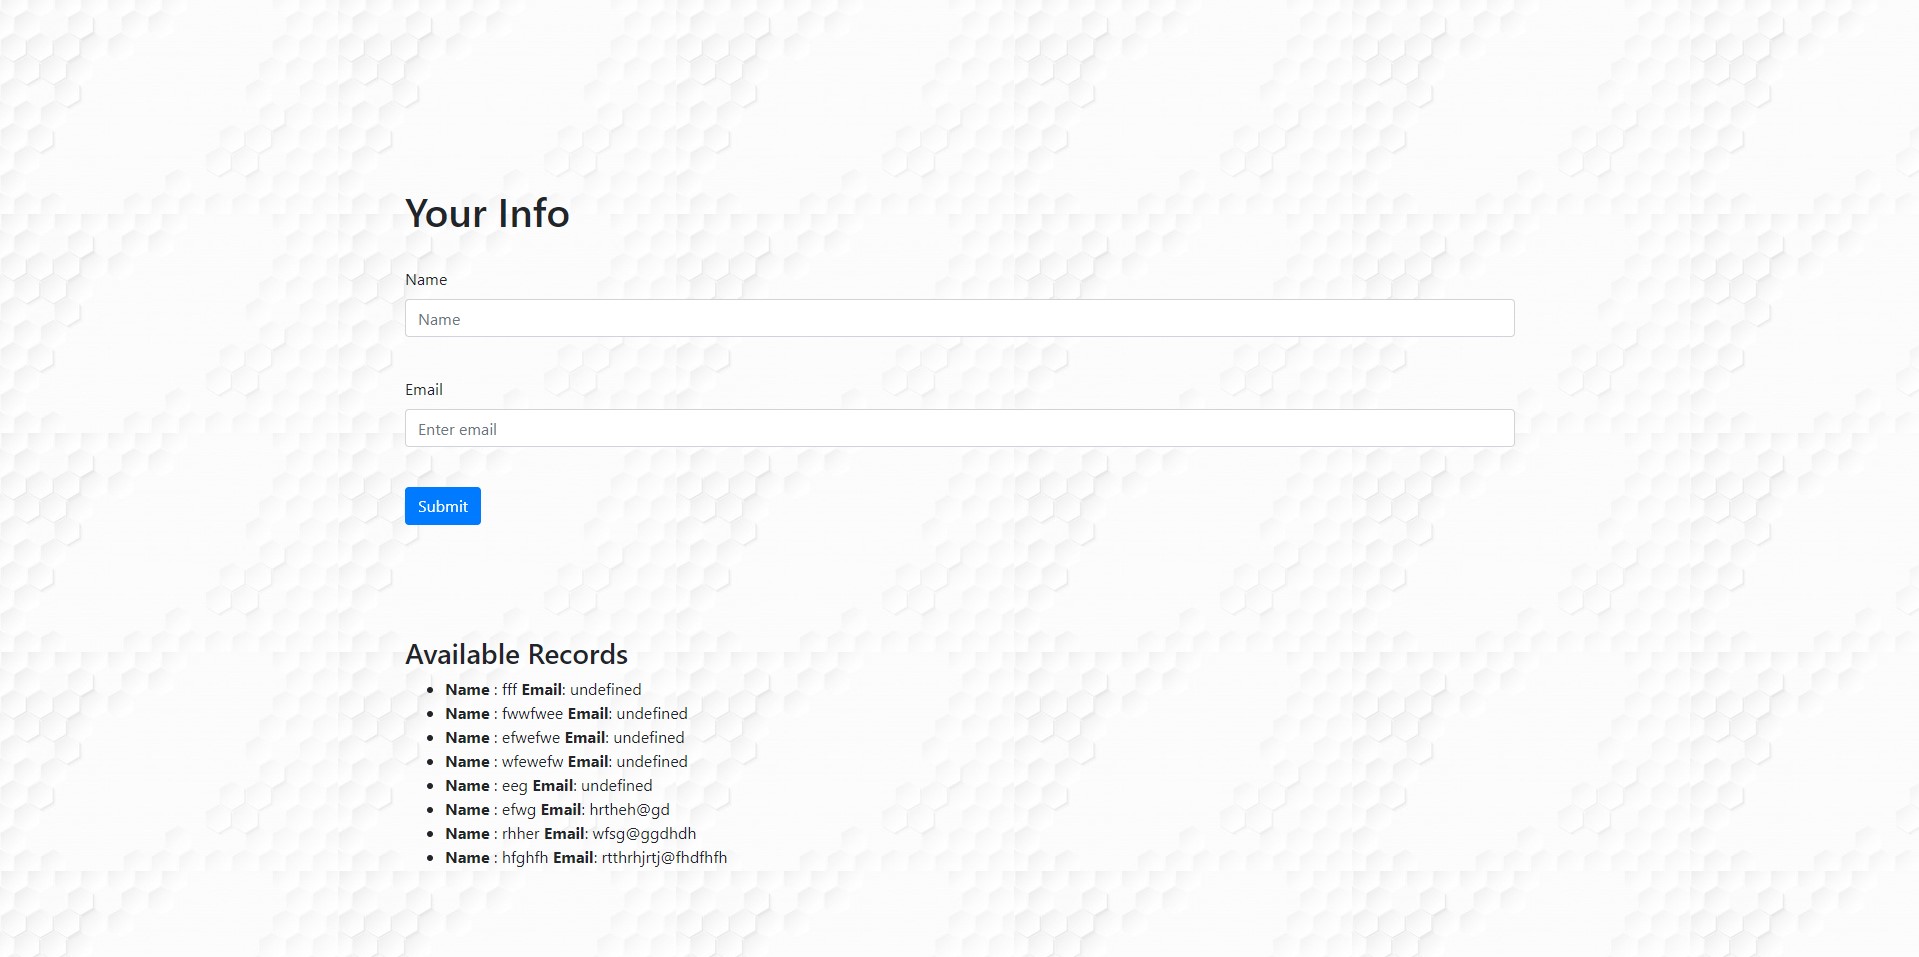 Your Info
Name
Name
Email
Enter email
Submit
Available Records
Name : fff Email: undefined
Name : fwwfwee Email: undefined
Name : efwefwe Email: undefined
Name : wfewefw Email: undefined
Name : eeg Email: undefined
Name : efwg Email: hrtheh@gd
Name : rhher Email: wfsg@ggdhdh
Name : hfghfh Email: rtthrhjrtj@fhdfhfh